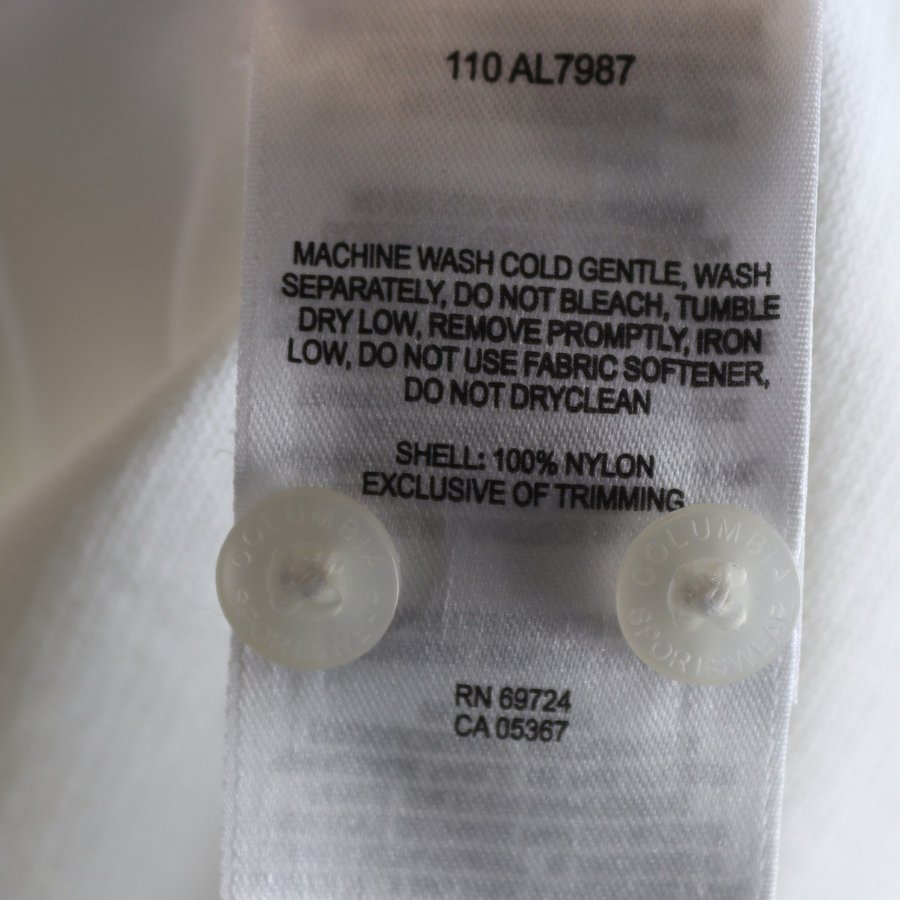 110 AL7987
MACHINE WASH COLD GENTLE, WASH
SEPARATELY, DO NOT BLEACH, TUMBLE
DRY LOW, REMOVE PROMPTLY, IRON
LOW, DO NOT USE FABRIC SOFTENER,
DO NOT DRYCLEAN
SHELL: 100% NYLON
EXCLUSIVE OF TRIMMING
COLUMBIA
SPORTSWEAR
COLUMBIA
SPORTSWEAR
RN 69724
CA 05367